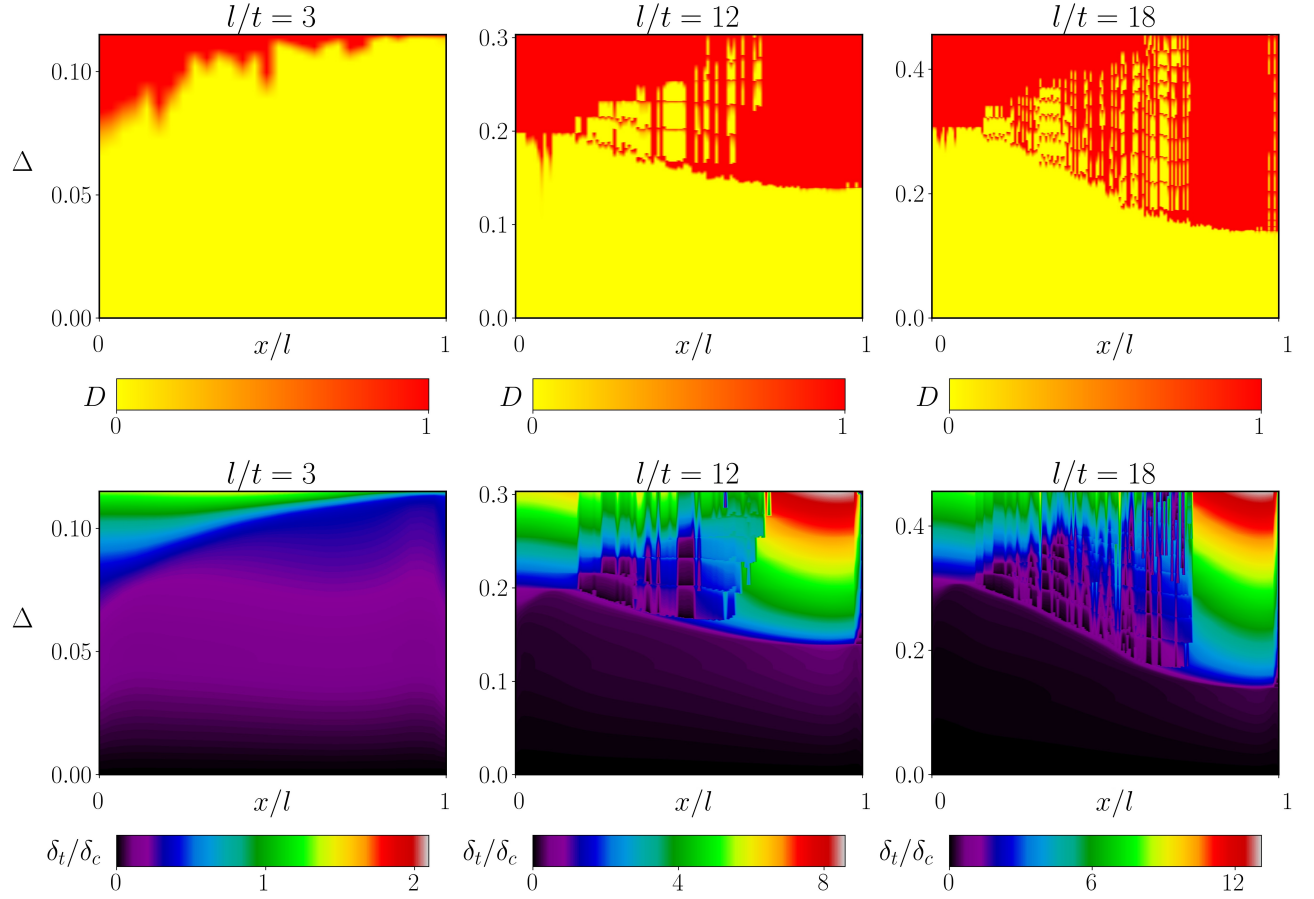 l/t = 3
l/t = 12
l/t = 18
Δ
0.10
0.05
0.00
0.3
0.2
0.1
0.0
0.4
0.2
0.0
0 x/l 1
0 x/l 1
0 x/l 1
D
0 1
D
0 1
D
0 1
l/t = 3
l/t = 12
l/t = 18
Δ
0.10
0.05
0.00
0.3
0.2
0.1
0.0
0.4
0.2
0.0
0 x/l 1
0 x/l 1
0 x/l 1
δt/δc
0 1 2
δt/δc
0 4 8
δt/δc
0 6 12